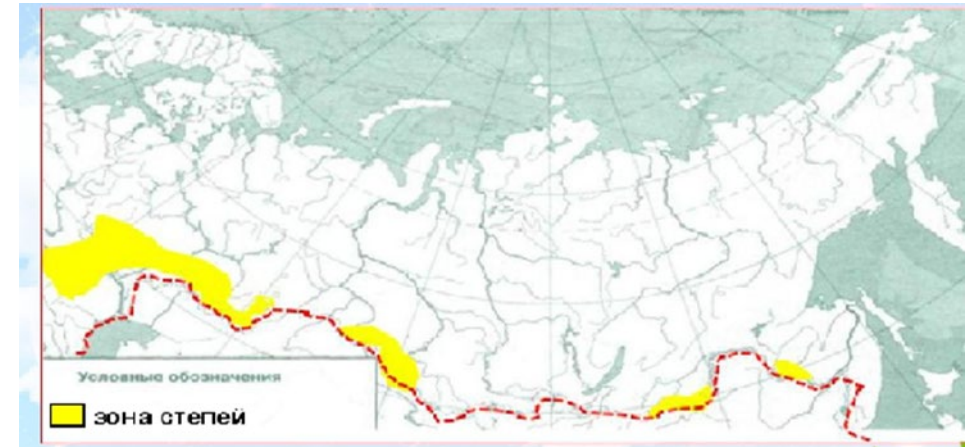 Условные обозначения
зона степей